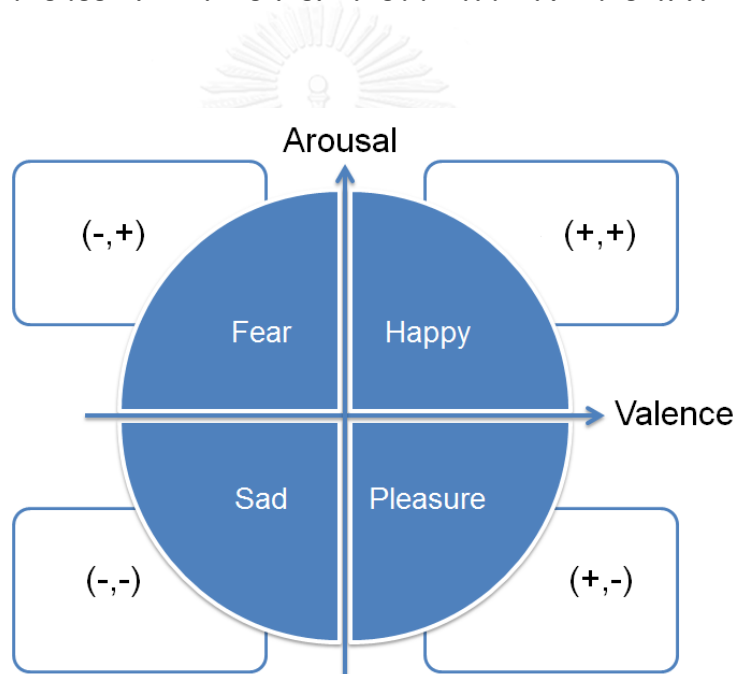 Arousal
(-,+)
(+,+)
Fear
Happy
Valence
Sad
Pleasure
(-,-)
(+,-)